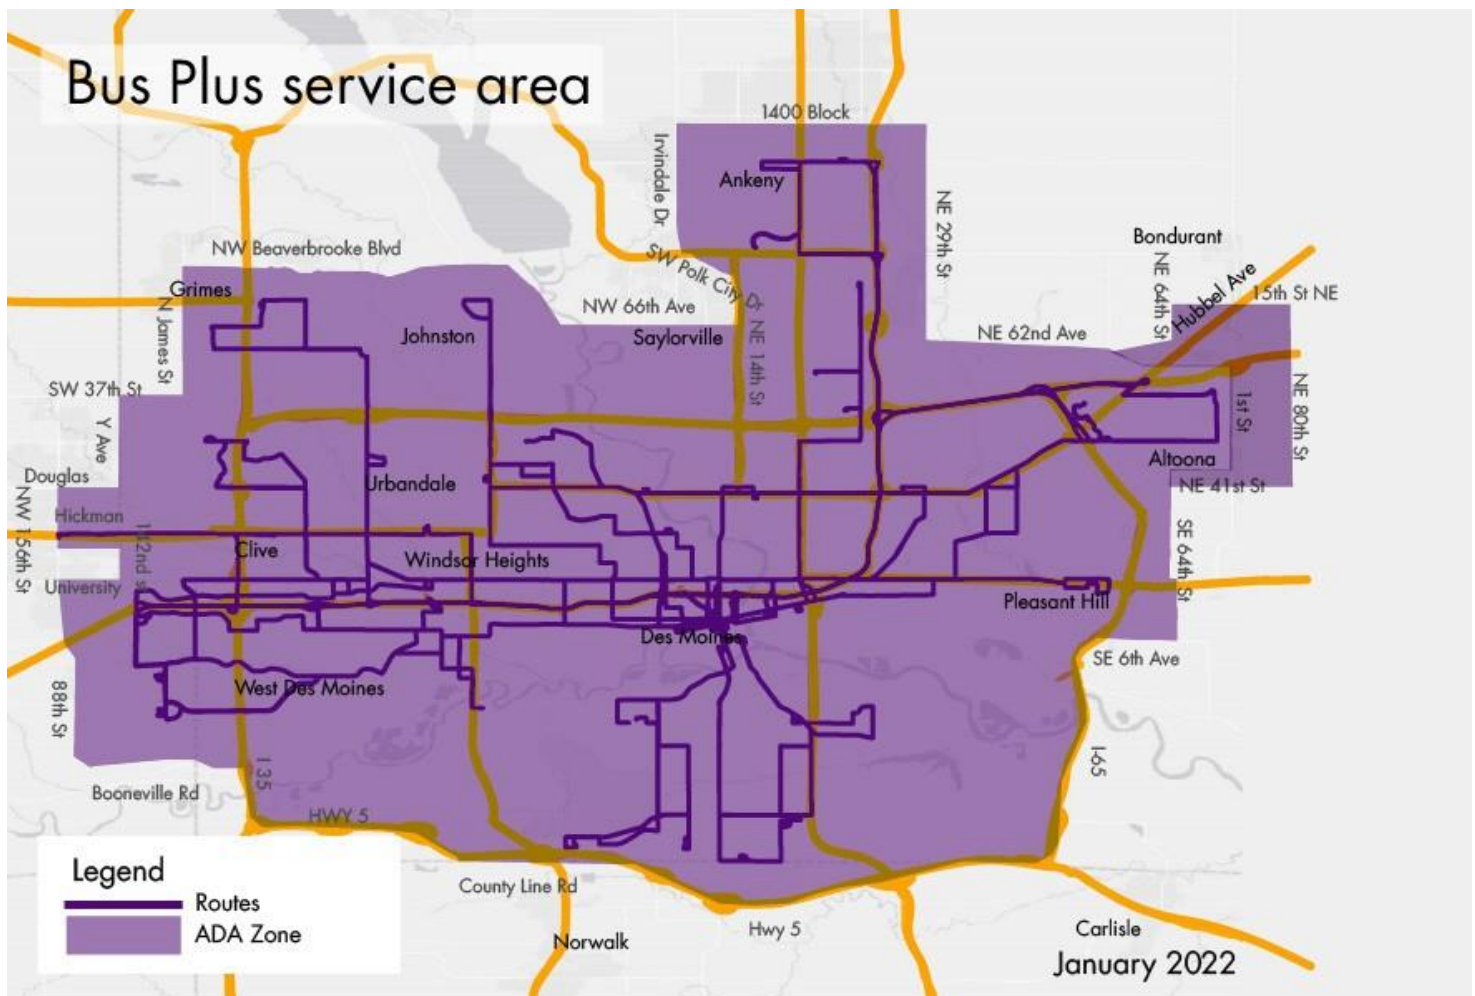 Bus Plus service area
1400 Block
Irvindale Dr
Ankeny
NE 29th St
NW Beaverbrooke Blvd
Bondurant
SW Polk City Dr
NE 64th St
Hubbel Ave
15th St NE
Grimes
N James St
NW 66th Ave
Johnston
Saylorville
NE 14th St
NE 62nd Ave
SW 37th St
Y Ave
1st St
NE 80th St
Douglas
Urbandale
Altoona
NE 41st St
NW 156th St
Hickman
142nd st
Clive
Windsor Heights
SE 64th St
University
Pleasant Hill
Des Moines
SE 6th Ave
88th St
West Des Moines
I-35
I-65
Booneville Rd
HWY 5
Legend
Routes
ADA Zone
County Line Rd
Norwalk
Hwy 5
Carlisle
January 2022